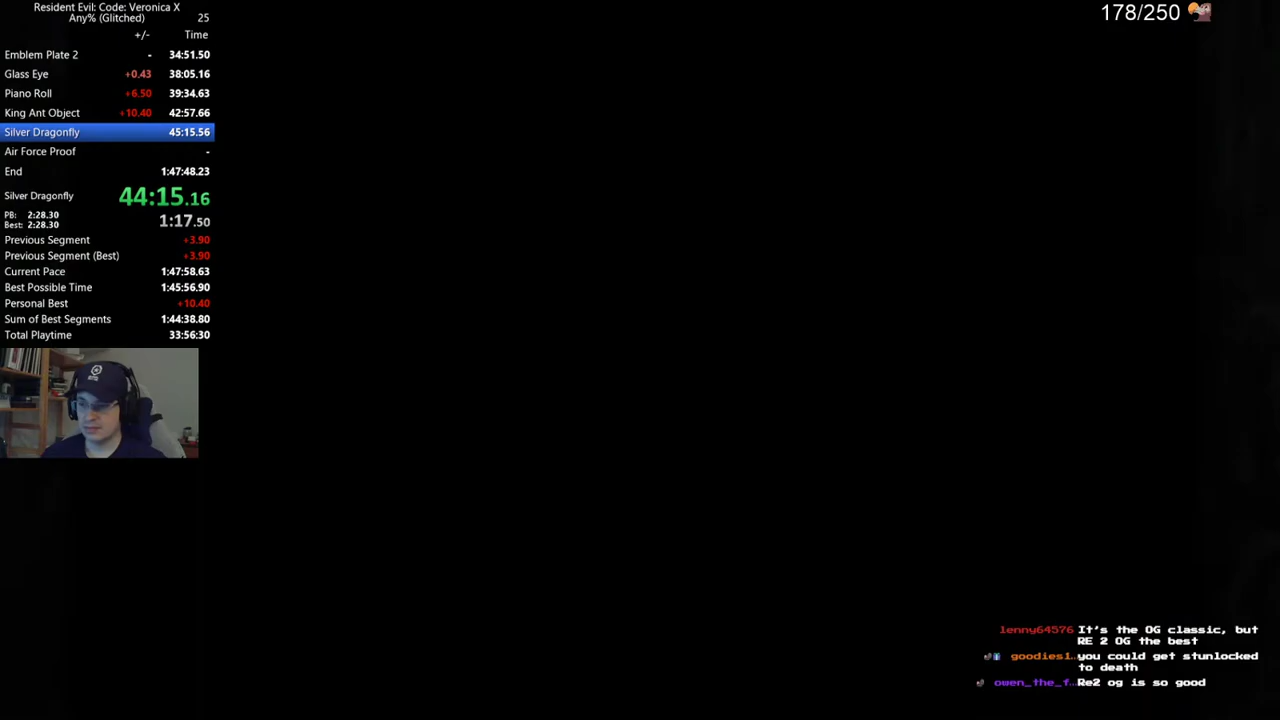 Resident Evil: Code: Veronica X
Any% (Glitched) 25
+/- Time
Emblem Plate 2 - 34:51.50
Glass Eye +0.43 38:05.16
Piano Roll +6.50 39:34.63
King Ant Object +10.40 42:57.66
Silver Dragonfly 45:15.56
Air Force Proof -
End 1:47:48.23
Silver Dragonfly 44:15.16
PB: 2:28.30
Best: 2:28.30 1:17.50
Previous Segment +3.90
Previous Segment (Best) +3.90
Current Pace 1:47:58.63
Best Possible Time 1:45:56.90
Personal Best +10.40
Sum of Best Segments 1:44:38.80
Total Playtime 33:56:30
178/250
lenny64576 It's the OG classic, but
RE 2 OG the best
goodies1… you could get stunlocked
to death
owen_the_f… Re2 og is so good